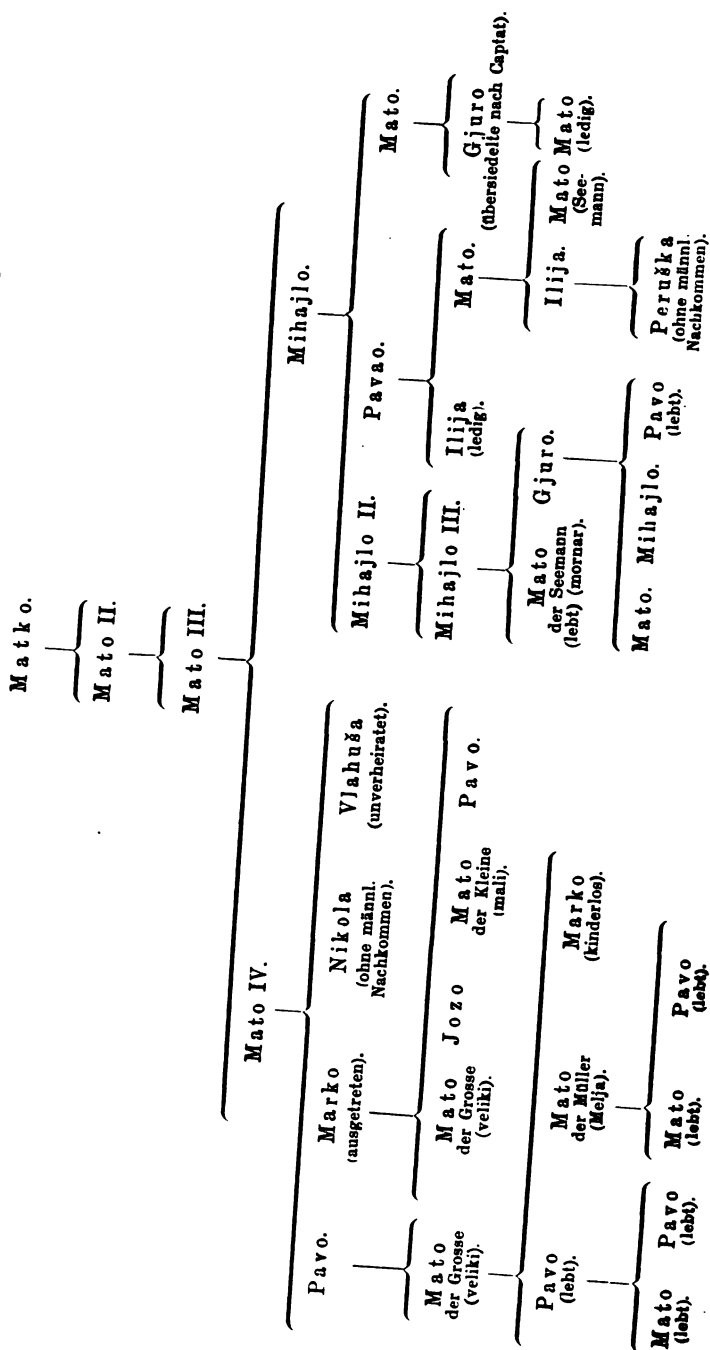 Matko.
Mato II.
Mato III.
Mato IV.
Mihajlo.
Pavo.
Marko
(ausgetreten).
Nikola
(ohne männl.
Nachkommen).
Vlahuša
(unverheiratet).
Mihajlo II.
Pavao.
Mato.
Mato
der Grosse
(veliki).
Mato
der Grosse
(veliki).
Jozo
Mato
der Kleine
(mali).
Pavo.
Mihajlo III.
Ilija
(ledig).
Mato.
Gjuro
(übersiedelte nach Captat).
Pavo
(lebt).
Mato
der Müller
(Melja).
Marko
(kinderlos).
Mato
der Seemann
(lebt) (mornar).
Gjuro.
Ilija.
Mato
(See-
mann).
Mato
(ledig).
Mato
(lebt).
Pavo
(lebt).
Mato
(lebt).
Pavo
(lebt).
Mato.
Mihajlo.
Pavo
(lebt).
Peruška
(ohne männl.
Nachkommen).